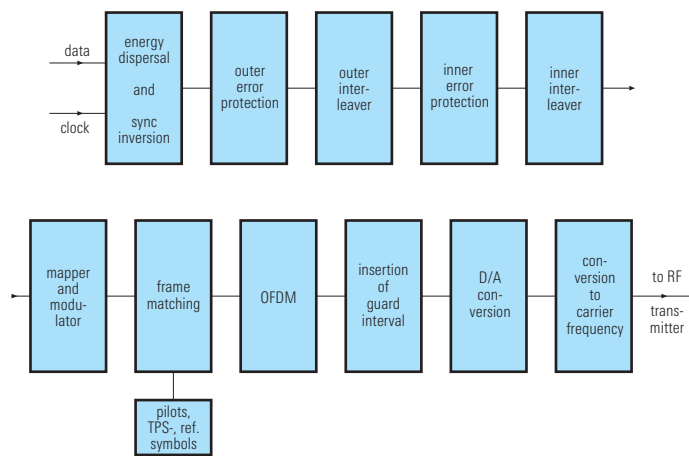 data
clock
energy
dispersal
and
sync
inversion
outer
error
protection
outer
inter-
leaver
inner
error
protection
inner
inter-
leaver
mapper
and
modu-
lator
frame
matching
pilots,
TPS-, ref.
symbols
OFDM
insertion
of
guard
interval
D/A
con-
version
con-
version
to
carrier
frequency
to RF
trans-
mitter